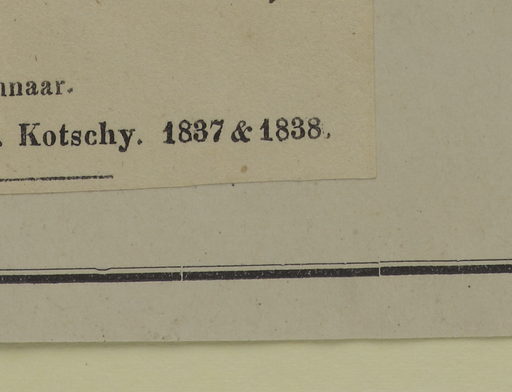 nnaar.
. Kotschy. 1837 & 1838.